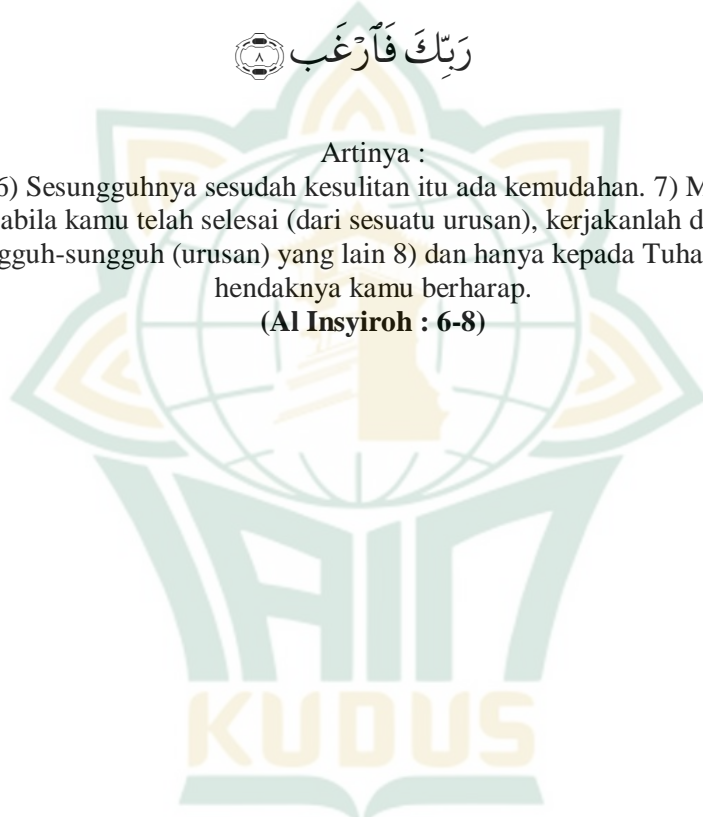 رَبِّكَ فَٱرْغَب ۝٨
Artinya :
6) Sesungguhnya sesudah kesulitan itu ada kemudahan. 7) M
abila kamu telah selesai (dari sesuatu urusan), kerjakanlah d
gguh-sungguh (urusan) yang lain 8) dan hanya kepada Tuha
hendaknya kamu berharap.
(Al Insyiroh : 6-8)
IAIN
KUDUS